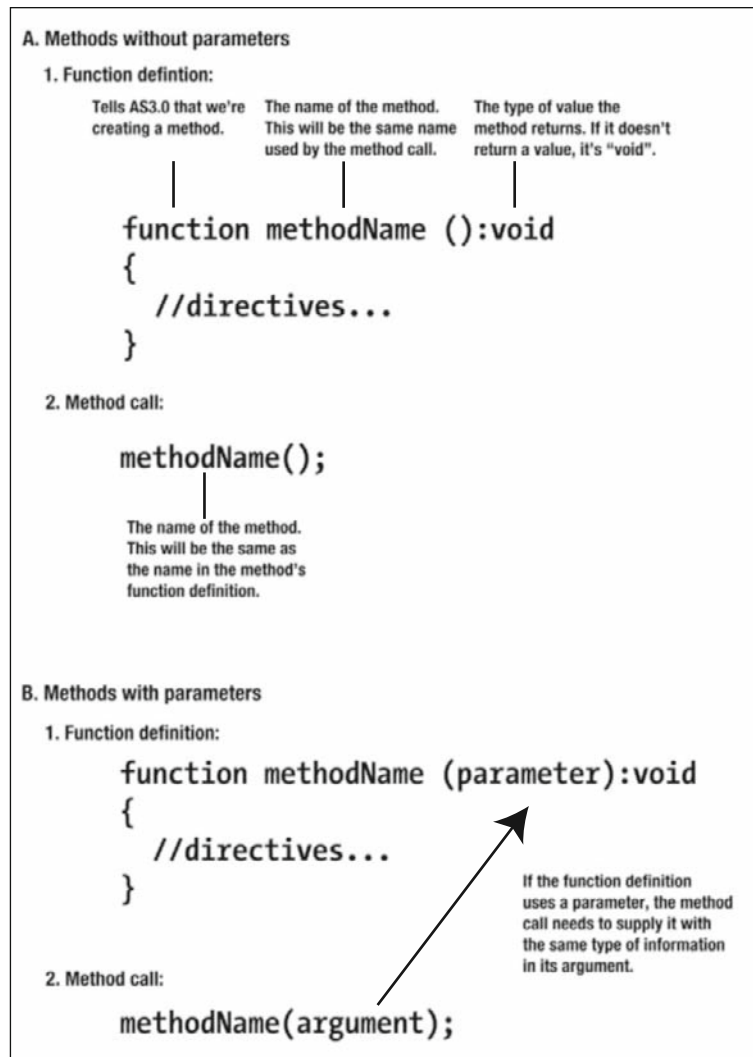 A. Methods without parameters
1. Function defintion:
Tells AS3.0 that we're
creating a method.
The name of the method.
This will be the same name
used by the method call.
The type of value the
method returns. If it doesn't
return a value, it's "void".
function methodName ():void
{
//directives...
}
2. Method call:
methodName();
The name of the method.
This will be the same as
the name in the method's
function definition.
B. Methods with parameters
1. Function definition:
function methodName (parameter):void
{
//directives...
}
If the function definition
uses a parameter, the method
call needs to supply it with
the same type of information
in its argument.
2. Method call:
methodName(argument);